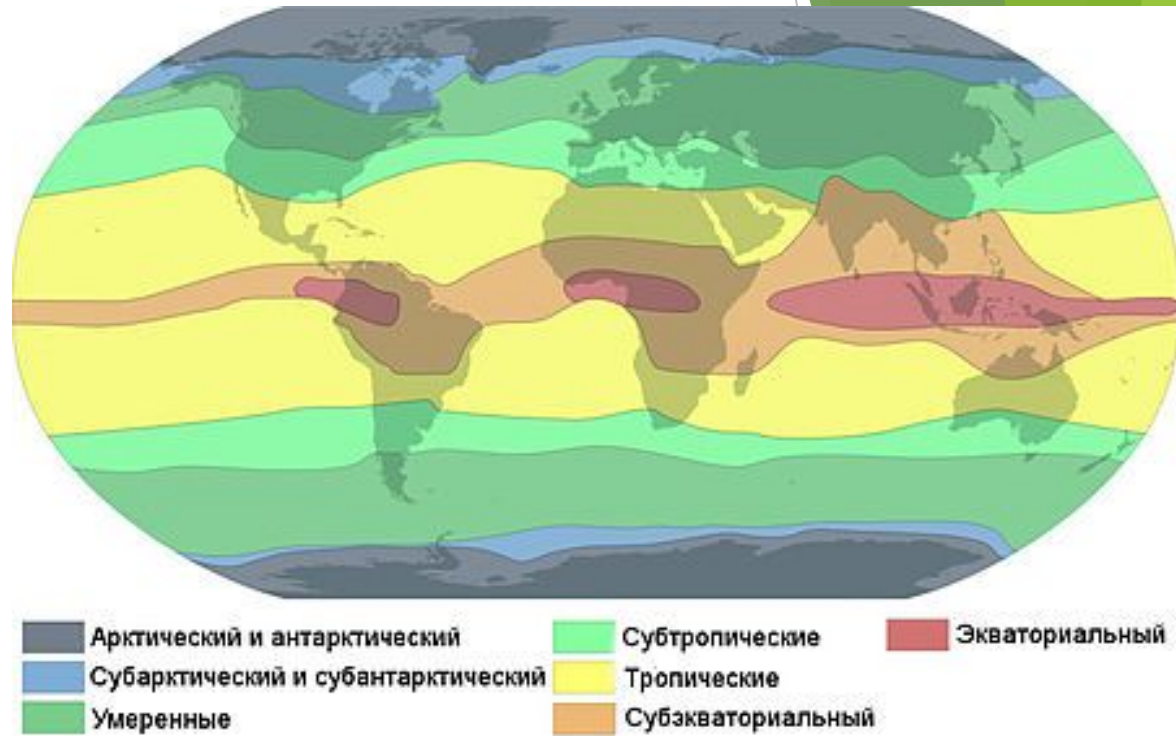 Арктический и антарктический
Субарктический и субантарктический
Умеренные
Субтропические
Тропические
Субэкваториальный
Экваториальный